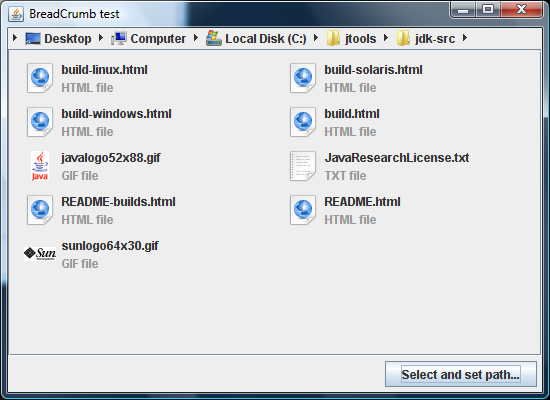 BreadCrumb test
Desktop Computer Local Disk (C:) jtools jdk-src
build-linux.html build-solaris.html
HTML file HTML file
build-windows.html build.html
HTML file HTML file
javalogo52x88.gif JavaResearchLicense.txt
GIF file TXT file
README-builds.html README.html
HTML file HTML file
sunlogo64x30.gif
GIF file
Java
Sun
Select and set path...